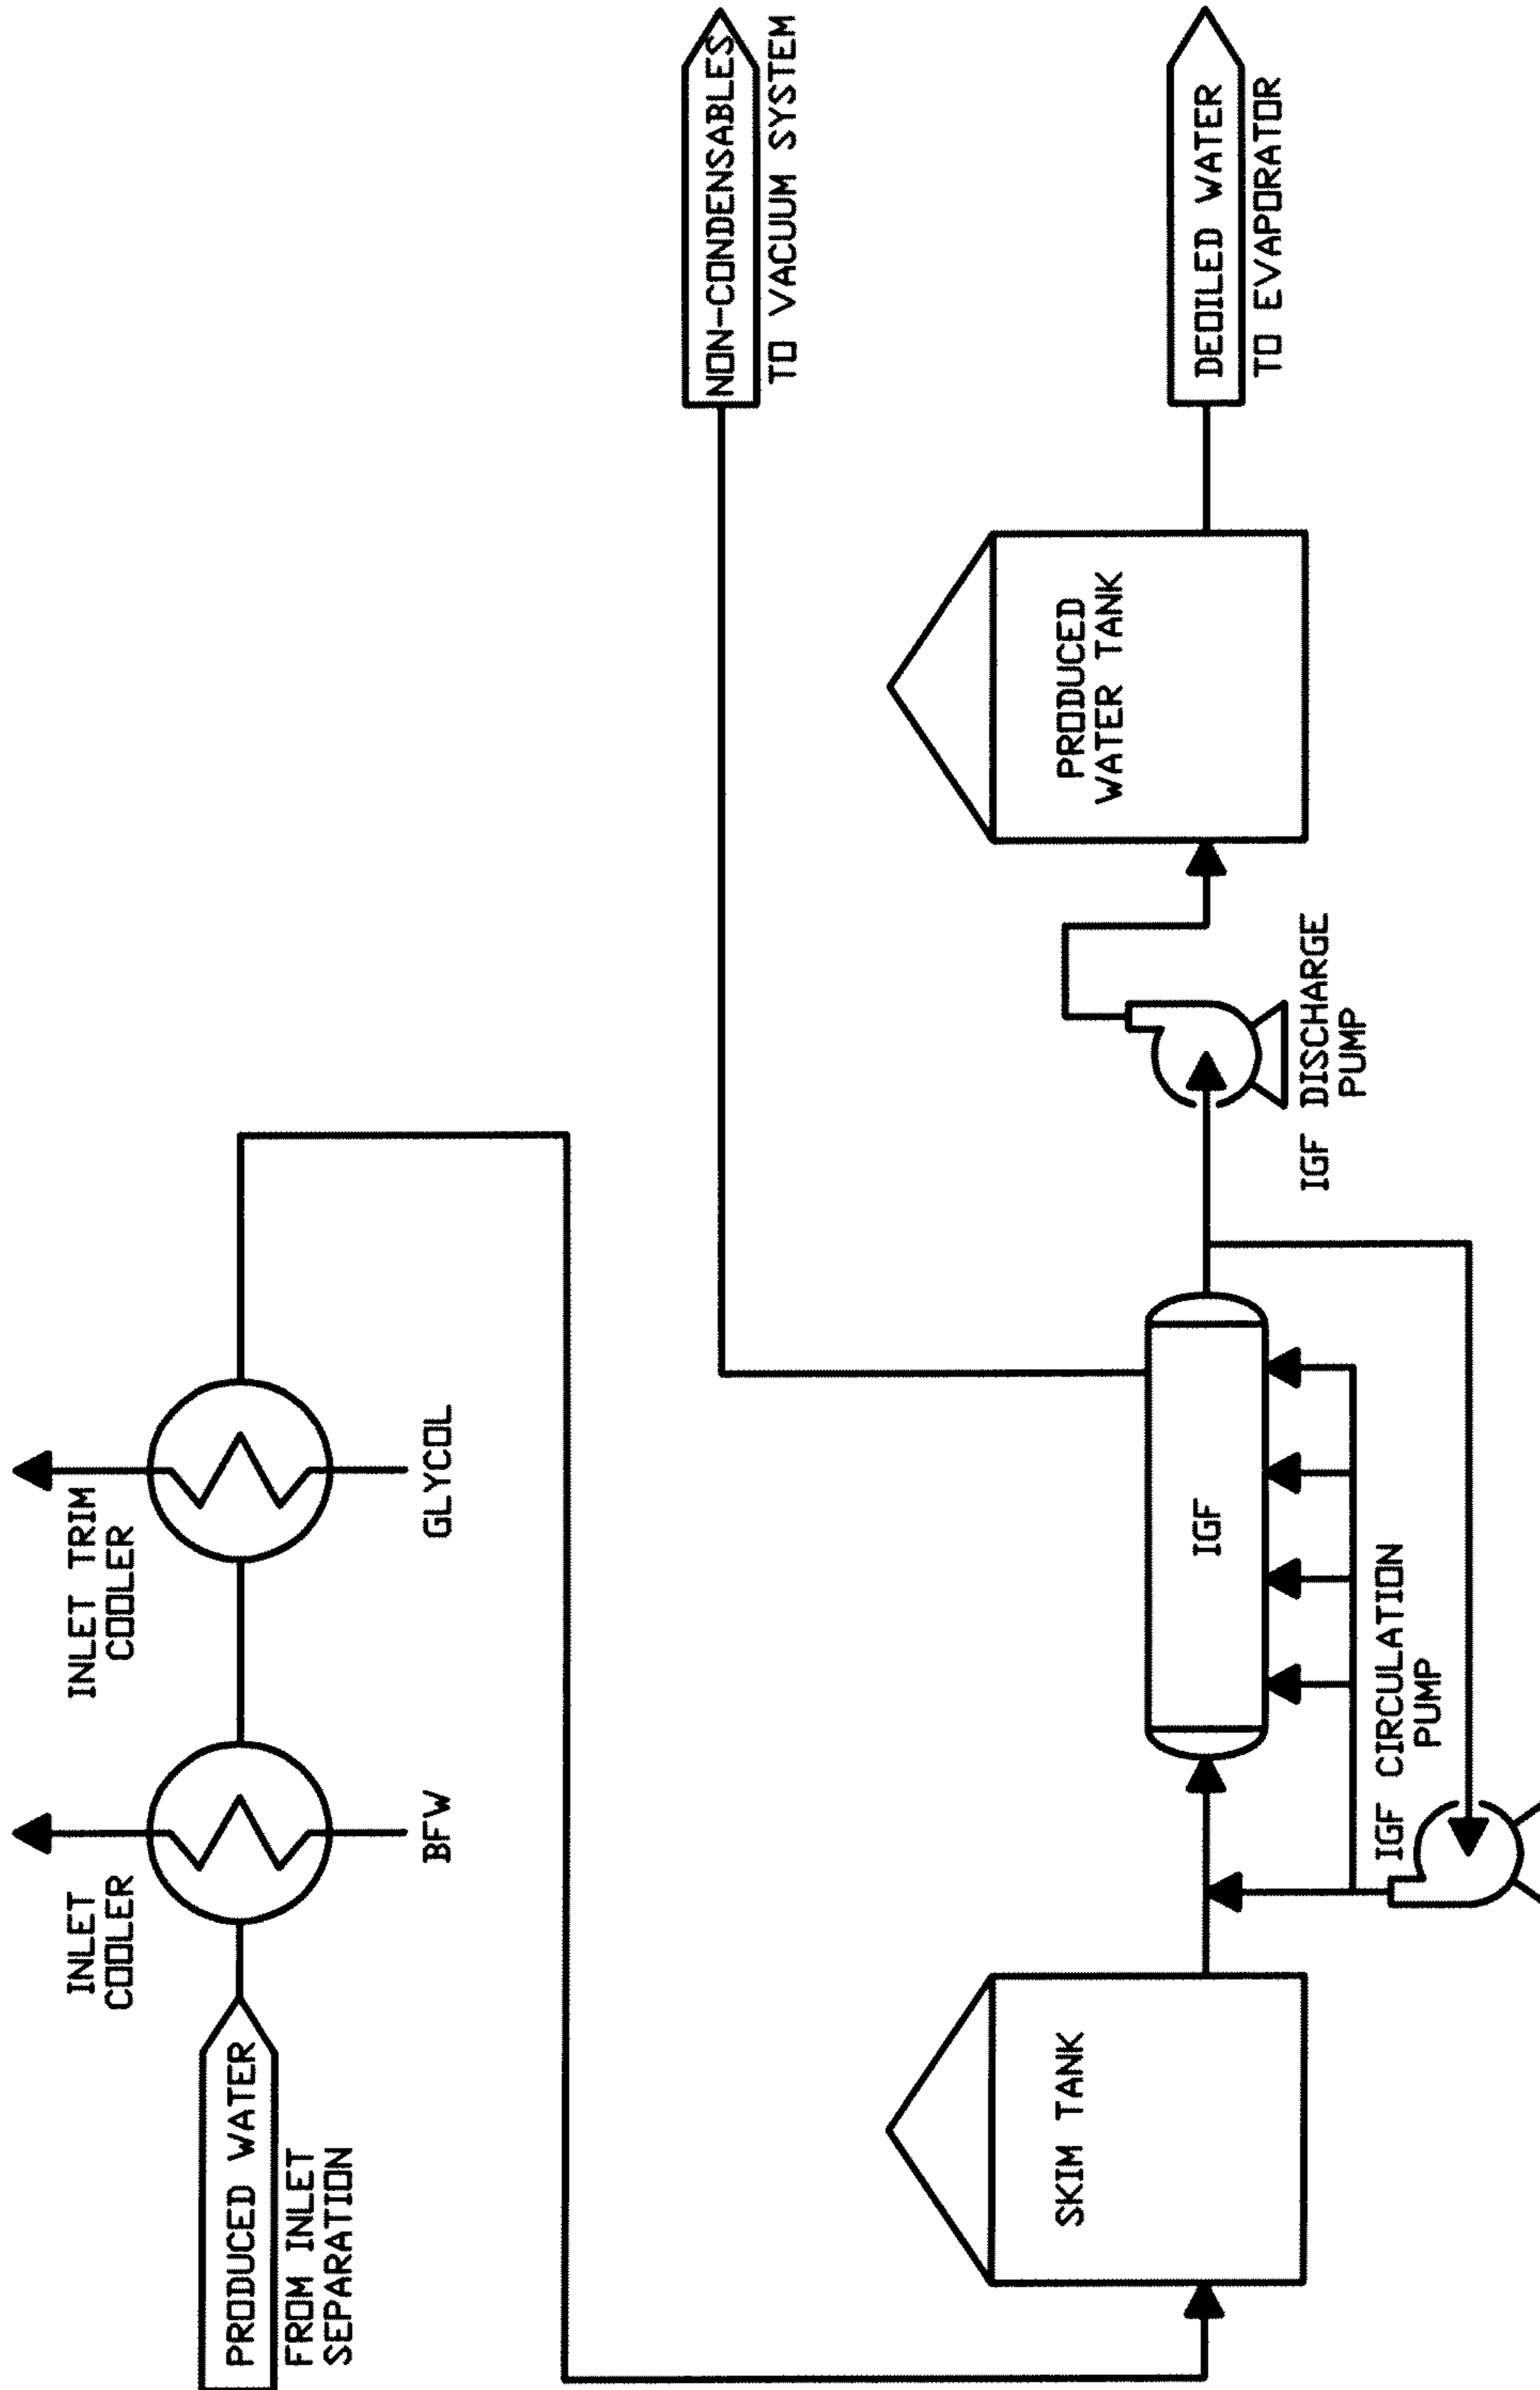 INLET
COOLER
INLET TRIM
COOLER
PRODUCED WATER
FROM INLET
SEPARATION
BFW
GLYCOL
NON-CONDENSABLES
TO VACUUM SYSTEM
SKIM TANK
IGF
IGF CIRCULATION
PUMP
IGF DISCHARGE
PUMP
PRODUCED
WATER TANK
DEOILED WATER
TO EVAPORATOR